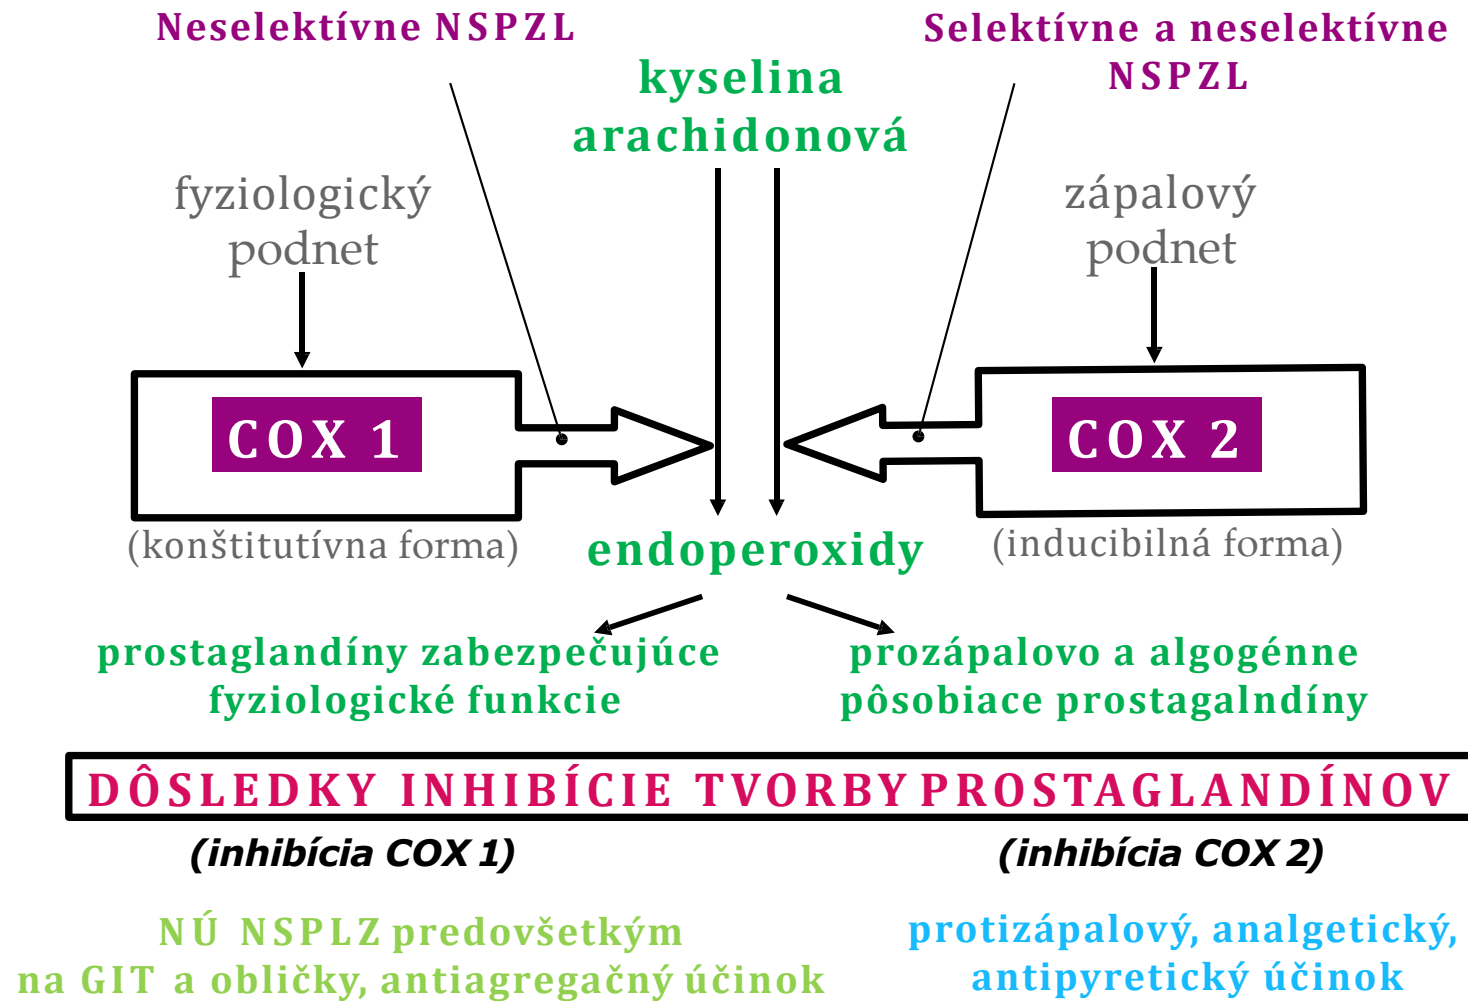 Neselektívne NSPZL
Selektívne a neselektívne
NSPZL
kyselina
arachidonová
fyziologický
podnet
zápalový
podnet
COX 1
COX 2
(konštitutívna forma)
endoperoxidy
(inducibilná forma)
prostaglandíny zabezpečujúce
fyziologické funkcie
prozápalovo a algogénne
pôsobiace prostagalndíny
DÔSLEDKY INHIBÍCIE TVORBY PROSTAGLANDÍNOV
(inhibícia COX 1)
(inhibícia COX 2)
NÚ NSPLZ predovšetkým
na GIT a obličky, antiagregačný účinok
protizápalový, analgetický,
antipyretický účinok